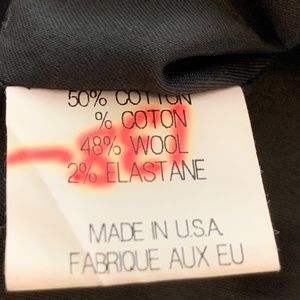 50% COTTON
% COTON
48% WOOL
2% ELASTANE
MADE IN U.S.A.
FABRIQUE AUX EU